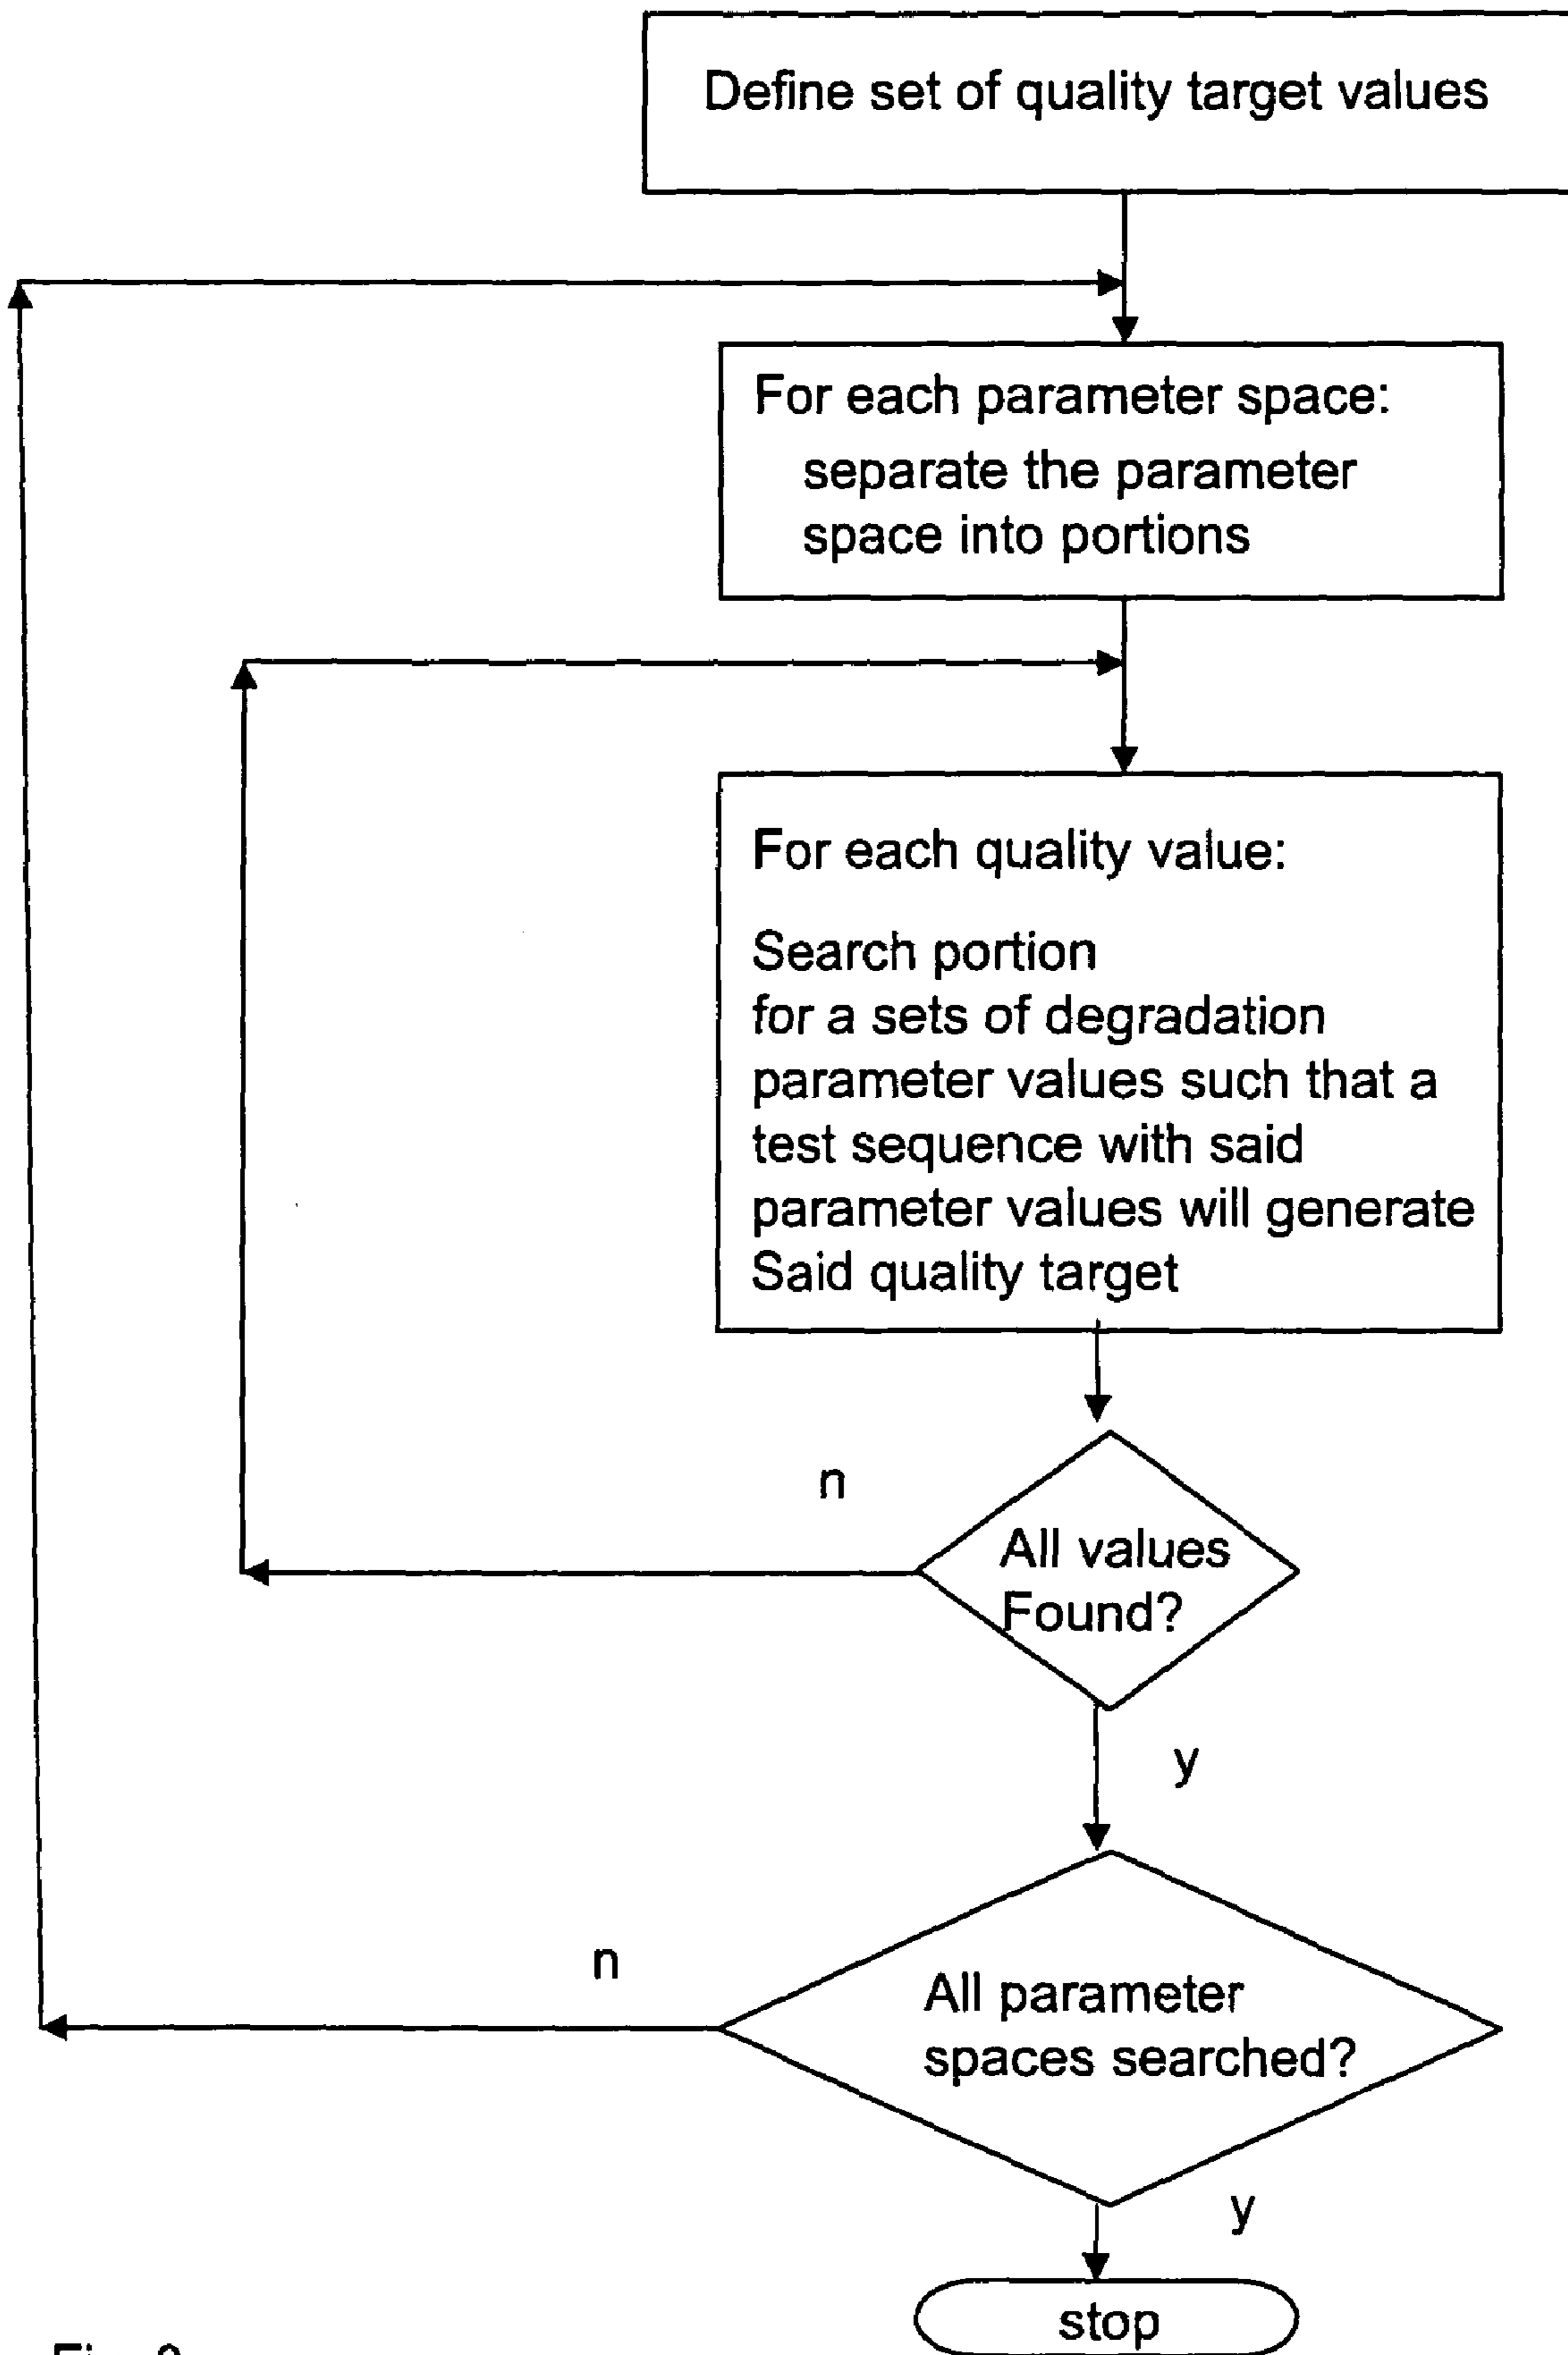 Define set of quality target values
For each parameter space:
separate the parameter
space into portions
For each quality value:
Search portion
for a sets of degradation
parameter values such that a
test sequence with said
parameter values will generate
Said quality target
n
All values
Found?
y
n
All parameter
spaces searched?
y
stop